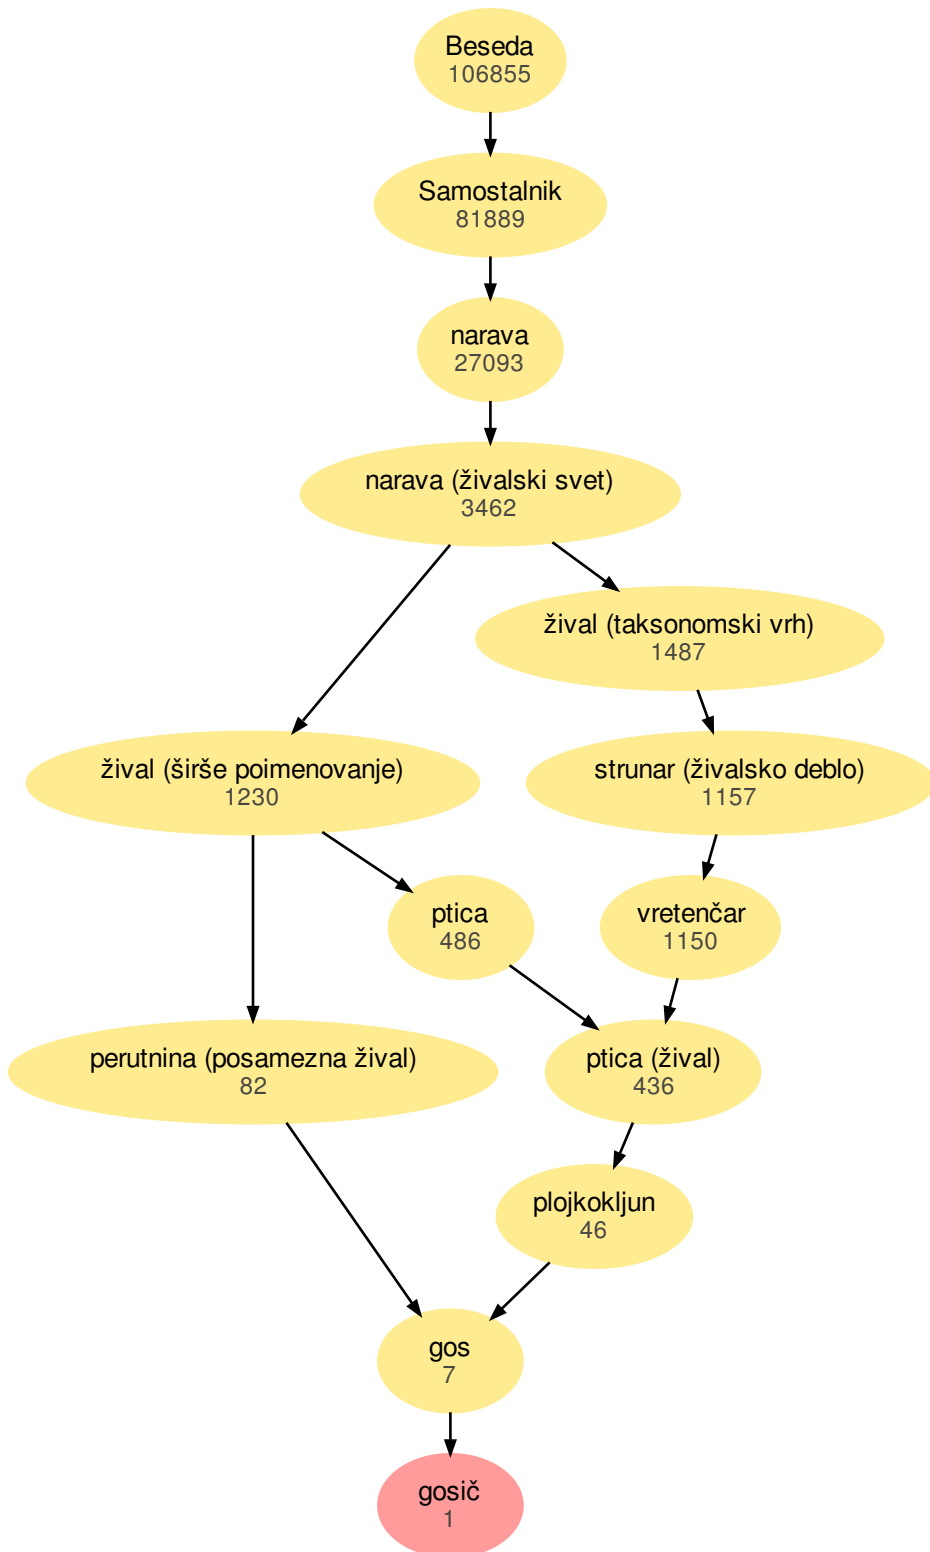 Beseda
106855
Samostalnik
81889
narava
27093
narava (živalski svet)
3462
žival (taksonomski vrh)
1487
žival (širše poimenovanje)
1230
strunar (živalsko deblo)
1157
ptica
486
vretenčar
1150
perutnina (posamezna žival)
82
ptica (žival)
436
plojkokljun
46
gos
7
gosič
1